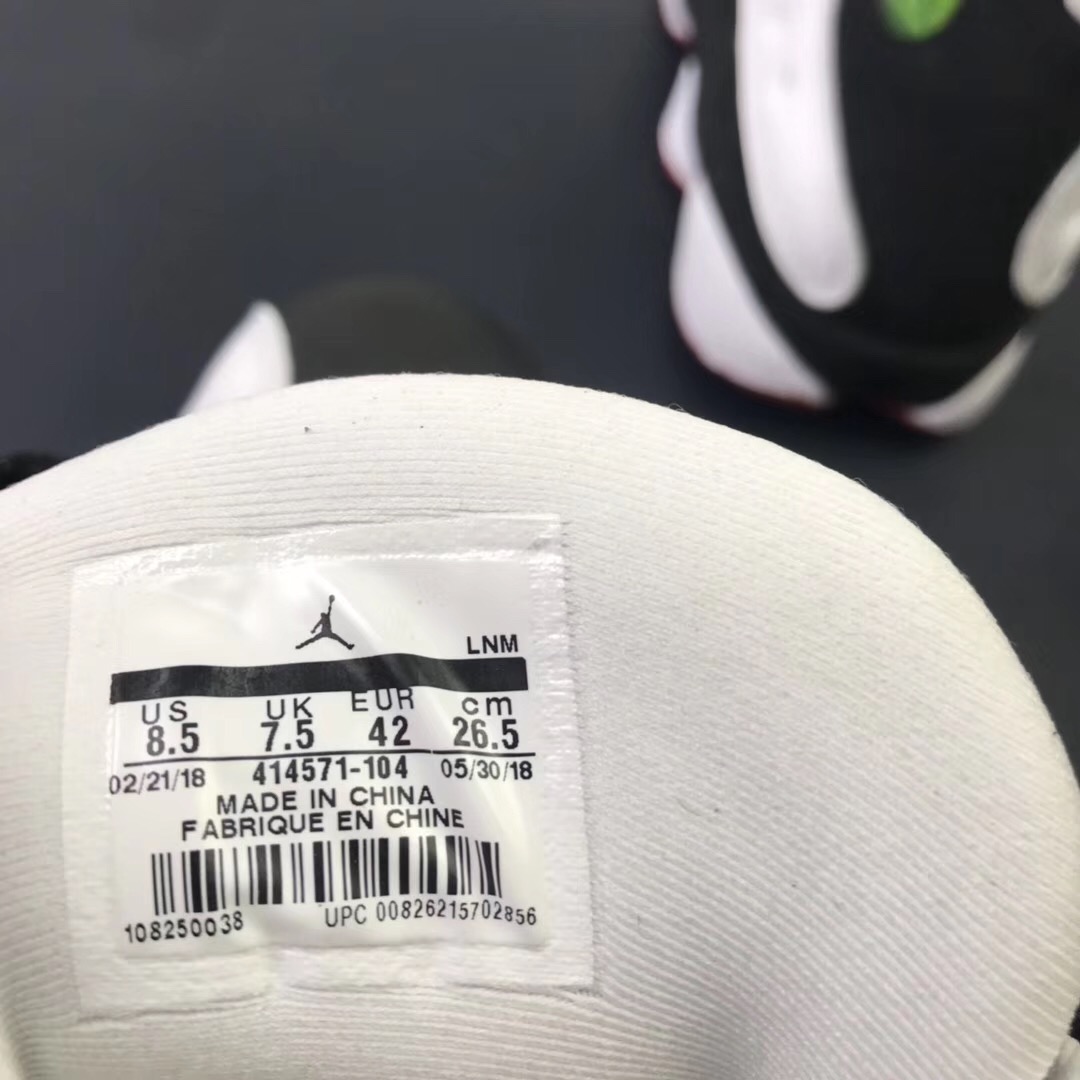 LNM
US UK EUR cm
8.5 7.5 42 26.5
02/21/18 414571-104 05/30/18
MADE IN CHINA
FABRIQUE EN CHINE
108250038 UPC 00826215702856